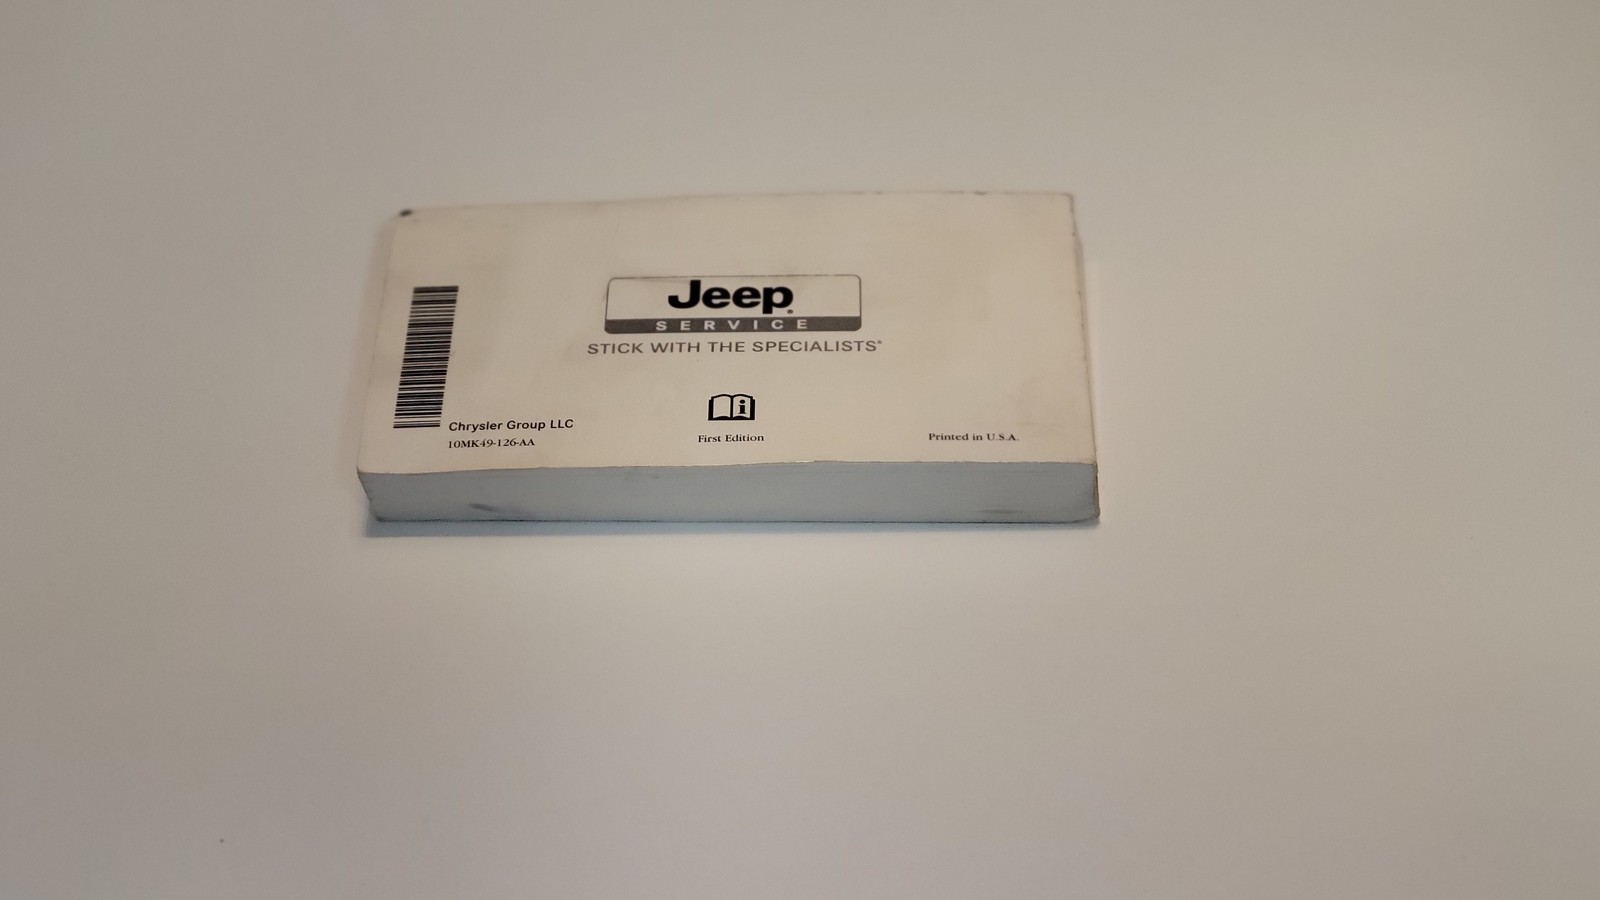 Jeep®
SERVICE
STICK WITH THE SPECIALISTS®
Chrysler Group LLC
10MK49-126-AA
i
First Edition
Printed in U.S.A.